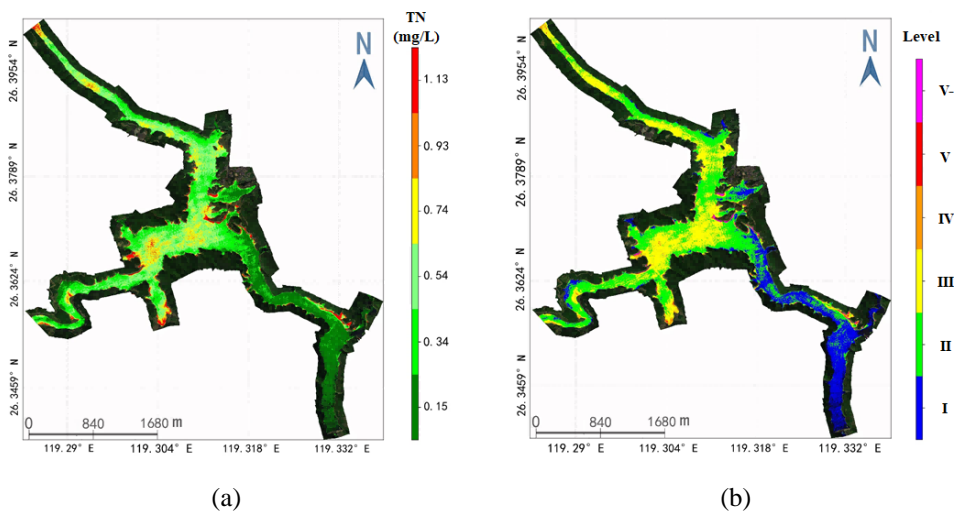 TN
(mg/L)
N
1.13
0.93
0.74
0.54
0.34
0.15
26.3954° N
26.3789° N
26.3624° N
26.3459° N
0 840 1680 m
119.29° E 119.304° E 119.318° E 119.332° E
(a)
Level
N
V-
V
IV
III
II
I
26.3954° N
26.3789° N
26.3624° N
26.3459° N
0 840 1680 m
119.29° E 119.304° E 119.318° E 119.332° E
(b)